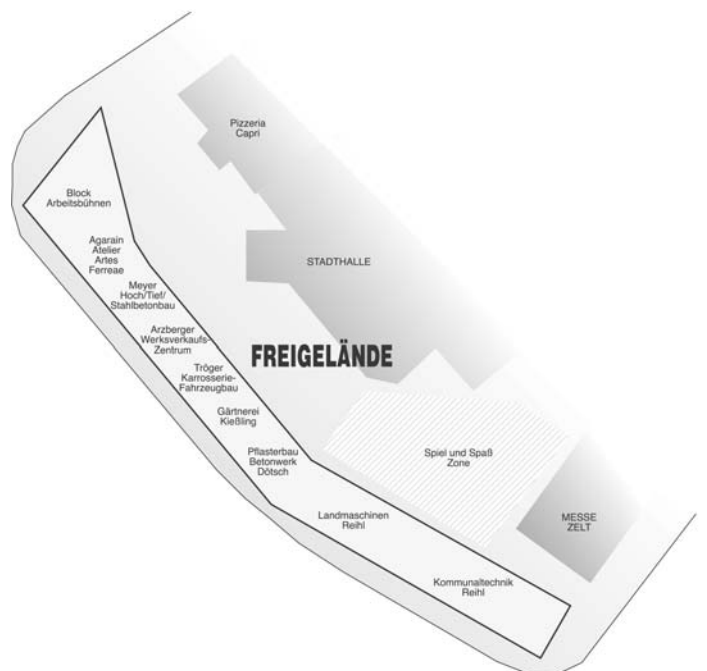 Pizzeria
Capri
Block
Arbeitsbühnen
Agarain
Atelier
Artes
Ferreae
STADTHALLE
Meyer
Hoch/Tief/
Stahlbetonbau
Arzberger
Werksverkaufs-
Zentrum
FREIGELÄNDE
Tröger
Karrosserie-
Fahrzeugbau
Gärtnerei
Kießling
Pflasterbau
Betonwerk
Dötsch
Spiel und Spaß
Zone
Landmaschinen
Reihl
MESSE
ZELT
Kommunaltechnik
Reihl